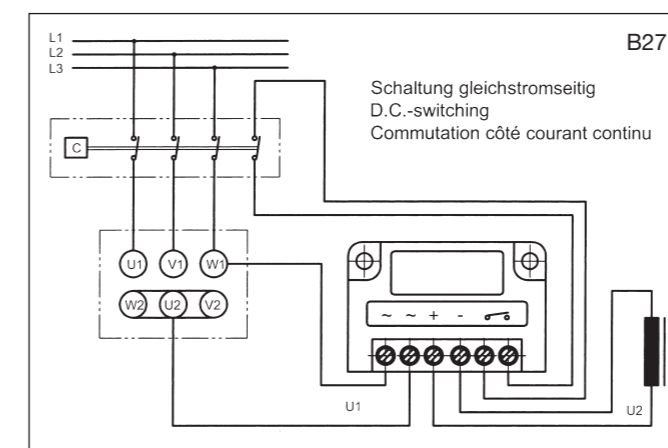 B27
L1
L2
L3
Schaltung gleichstromseitig
D.C.-switching
Commutation côté courant continu
C
U1 V1 W1
W2 U2 V2
~ ~ + -
U1
U2